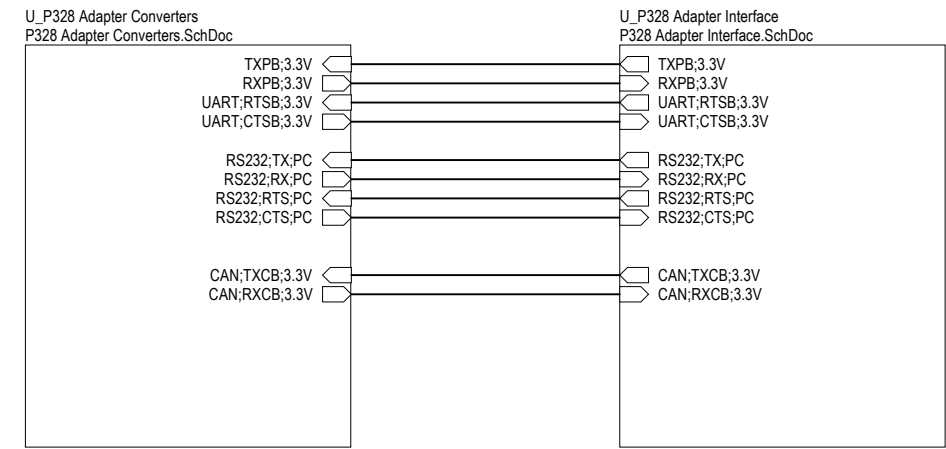 U_P328 Adapter Converters
P328 Adapter Converters.SchDoc
TXPB;3.3V
RXPB;3.3V
UART;RTSB;3.3V
UART;CTSB;3.3V
RS232;TX;PC
RS232;RX;PC
RS232;RTS;PC
RS232;CTS;PC
CAN;TXCB;3.3V
CAN;RXCB;3.3V
U_P328 Adapter Interface
P328 Adapter Interface.SchDoc
TXPB;3.3V
RXPB;3.3V
UART;RTSB;3.3V
UART;CTSB;3.3V
RS232;TX;PC
RS232;RX;PC
RS232;RTS;PC
RS232;CTS;PC
CAN;TXCB;3.3V
CAN;RXCB;3.3V